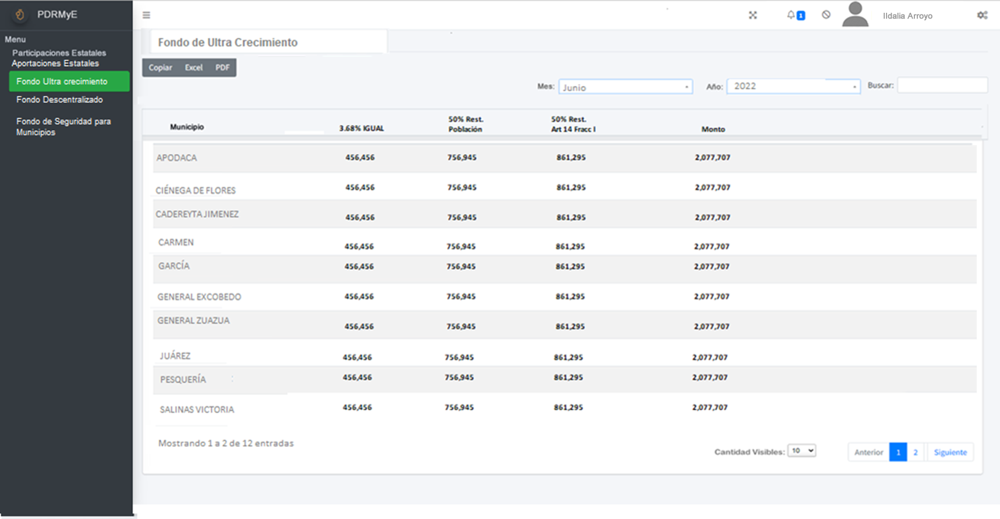 PDRMyE
1
Ildalia Arroyo
Menu
Participaciones Estatales
Aportaciones Estatales
Fondo Ultra crecimiento
Fondo Descentralizado
Fondo de Seguridad para
Municipios
Fondo de Ultra Crecimiento
Copiar Excel PDF
Mes: Junio Año: 2022 Buscar:
Municipio 3.68% IGUAL 50% Rest. Población 50% Rest. Art 14 Fracc I Monto
APODACA 456,456 756,945 861,295 2,077,707
CIÉNEGA DE FLORES 456,456 756,945 861,295 2,077,707
CADEREYTA JIMENEZ 456,456 756,945 861,295 2,077,707
CARMEN 456,456 756,945 861,295 2,077,707
GARCÍA 456,456 756,945 861,295 2,077,707
GENERAL EXCOBEDO 456,456 756,945 861,295 2,077,707
GENERAL ZUAZUA 456,456 756,945 861,295 2,077,707
JUÁREZ 456,456 756,945 861,295 2,077,707
PESQUERÍA 456,456 756,945 861,295 2,077,707
SALINAS VICTORIA 456,456 756,945 861,295 2,077,707
Mostrando 1 a 2 de 12 entradas
Cantidad Visibles: 10 Anterior 1 2 Siguiente